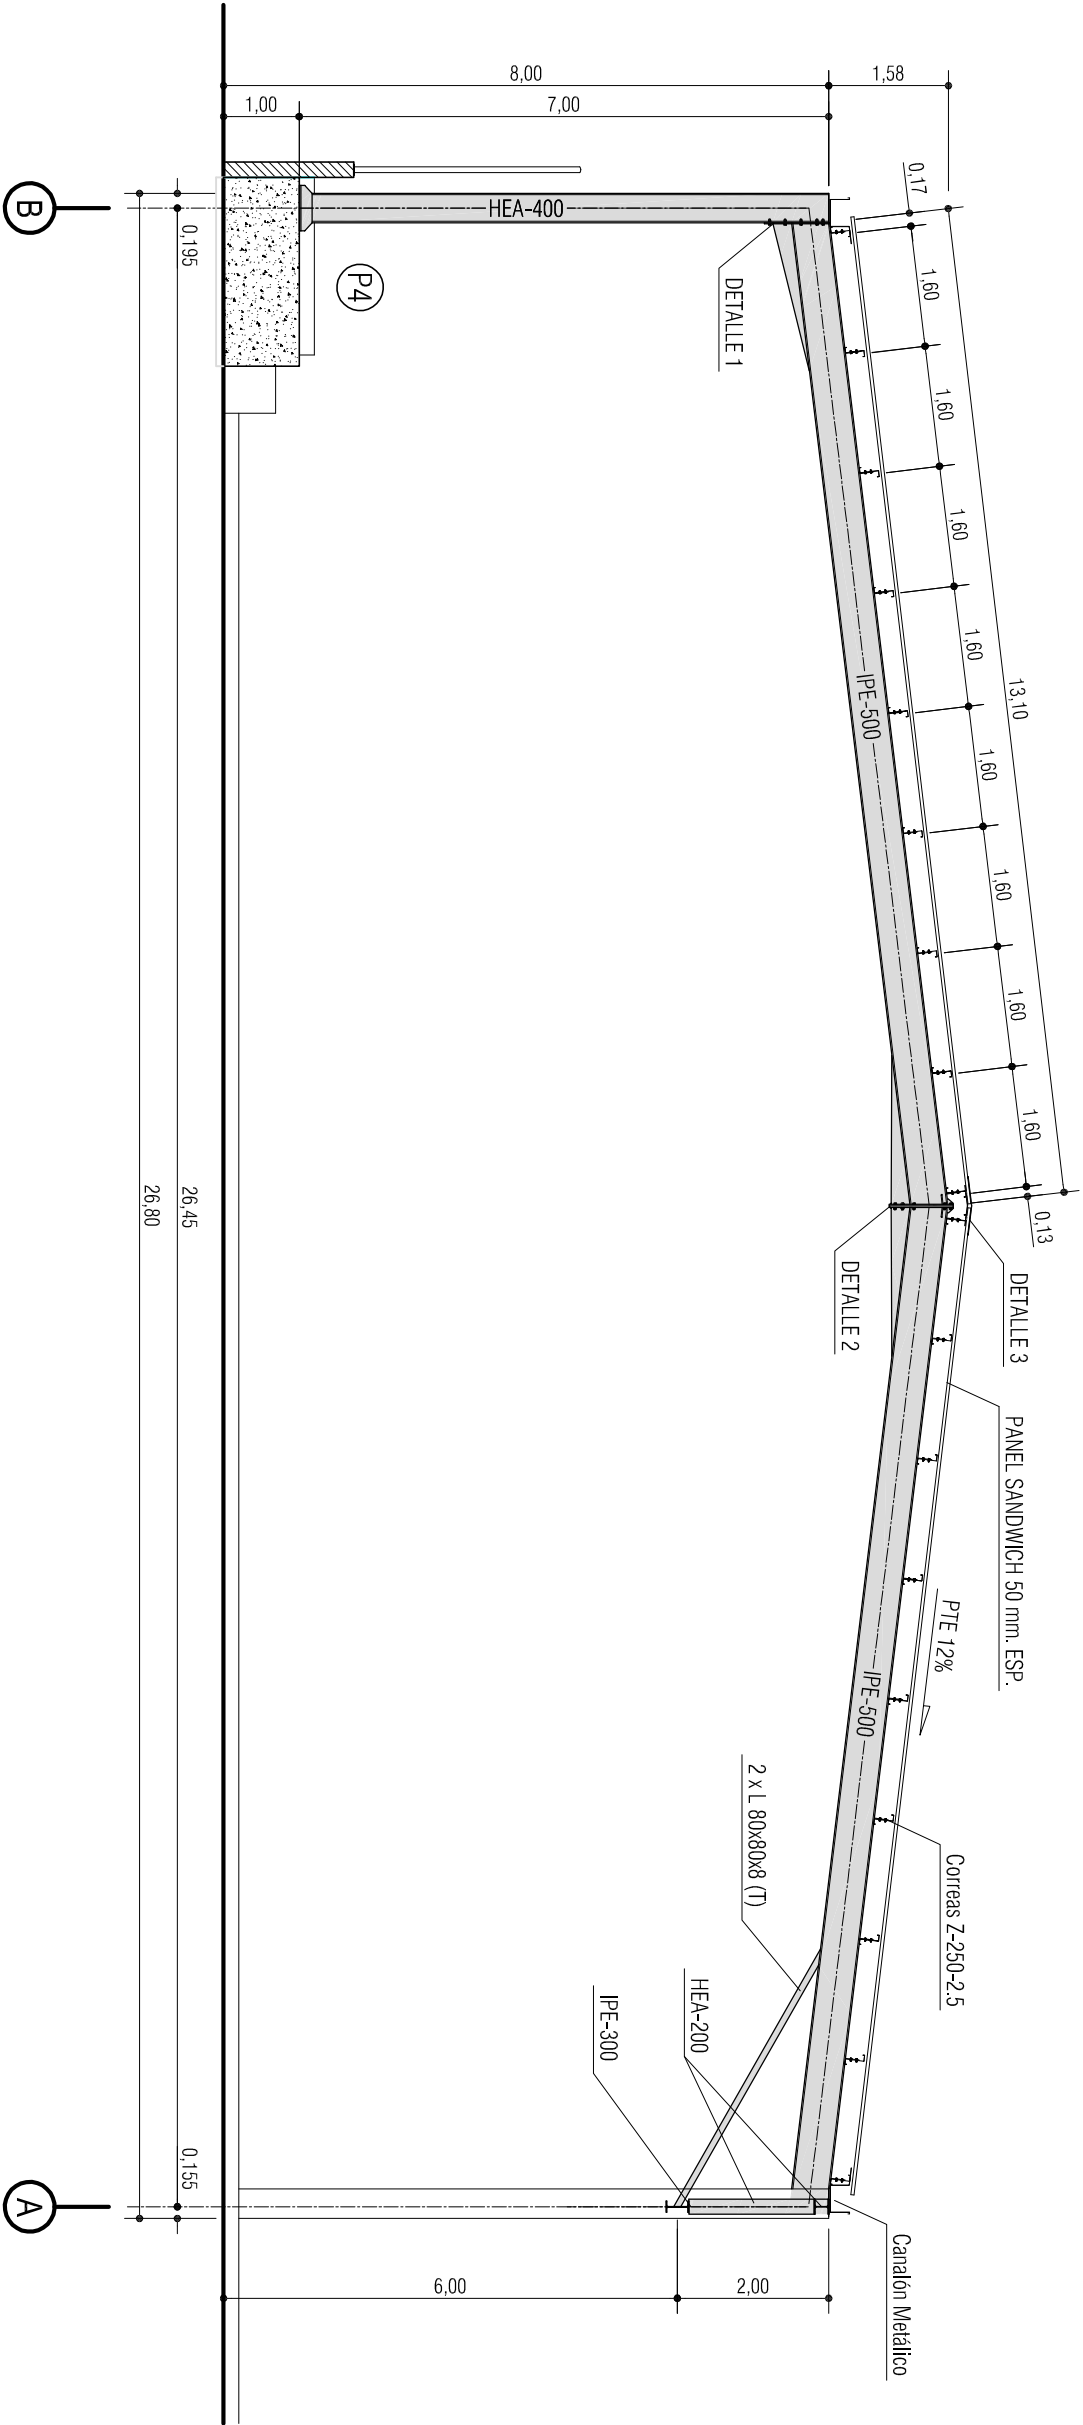 8,00
1,58
1,00
7,00
B
0,195
HEA-400
P4
DETALLE 1
0,17
1,60
1,60
1,60
1,60
1,60
1,60
1,60
1,60
13,10
0,13
IPE-500
DETALLE 2
DETALLE 3
PANEL SANDWICH 50 mm. ESP.
PTE 12%
IPE-500
2 x L 80x80x8 (T)
Correas Z-250-2.5
HEA-200
IPE-300
Canalón Metálico
26,45
26,80
0,155
A
6,00
2,00